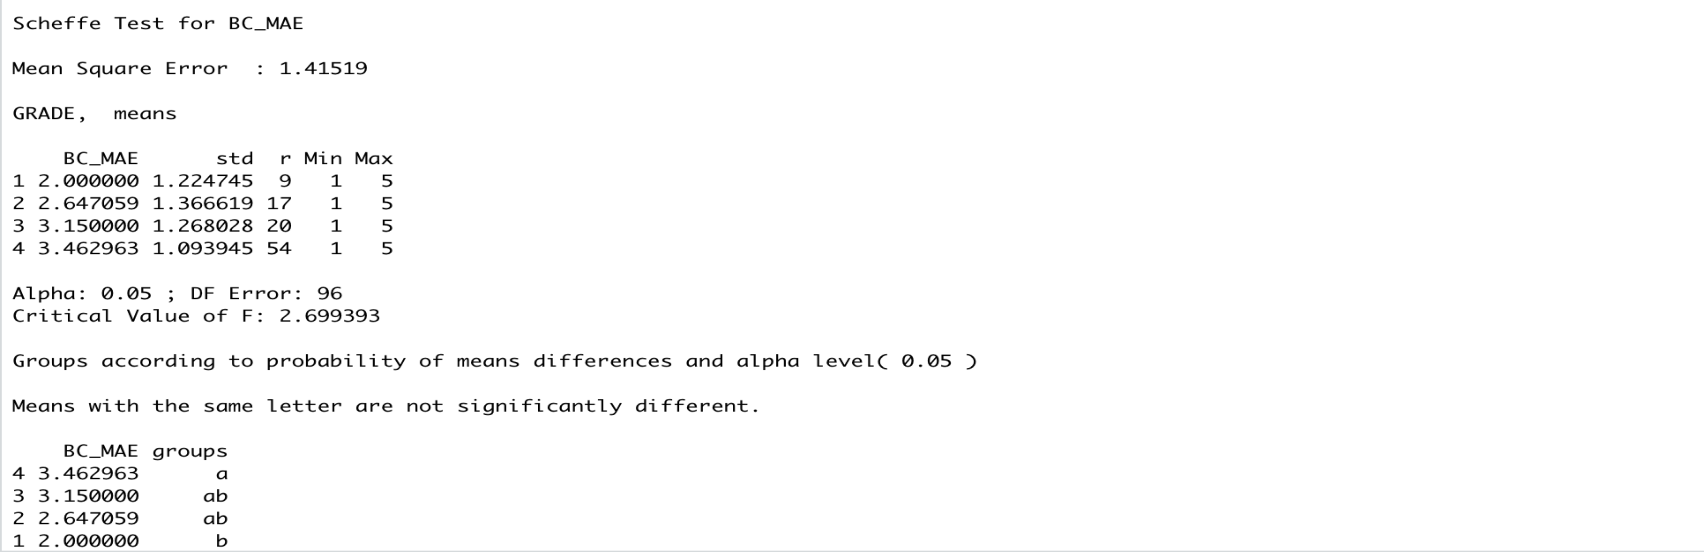 Scheffe Test for BC_MAE
Mean Square Error  : 1.41519
GRADE,  means
    BC_MAE      std  r Min Max
1 2.000000 1.224745  9   1   5
2 2.647059 1.366619 17   1   5
3 3.150000 1.268028 20   1   5
4 3.462963 1.093945 54   1   5
Alpha: 0.05 ; DF Error: 96
Critical Value of F: 2.699393
Groups according to probability of means differences and alpha level( 0.05 )
Means with the same letter are not significantly different.
    BC_MAE groups
4 3.462963      a
3 3.150000     ab
2 2.647059     ab
1 2.000000      b